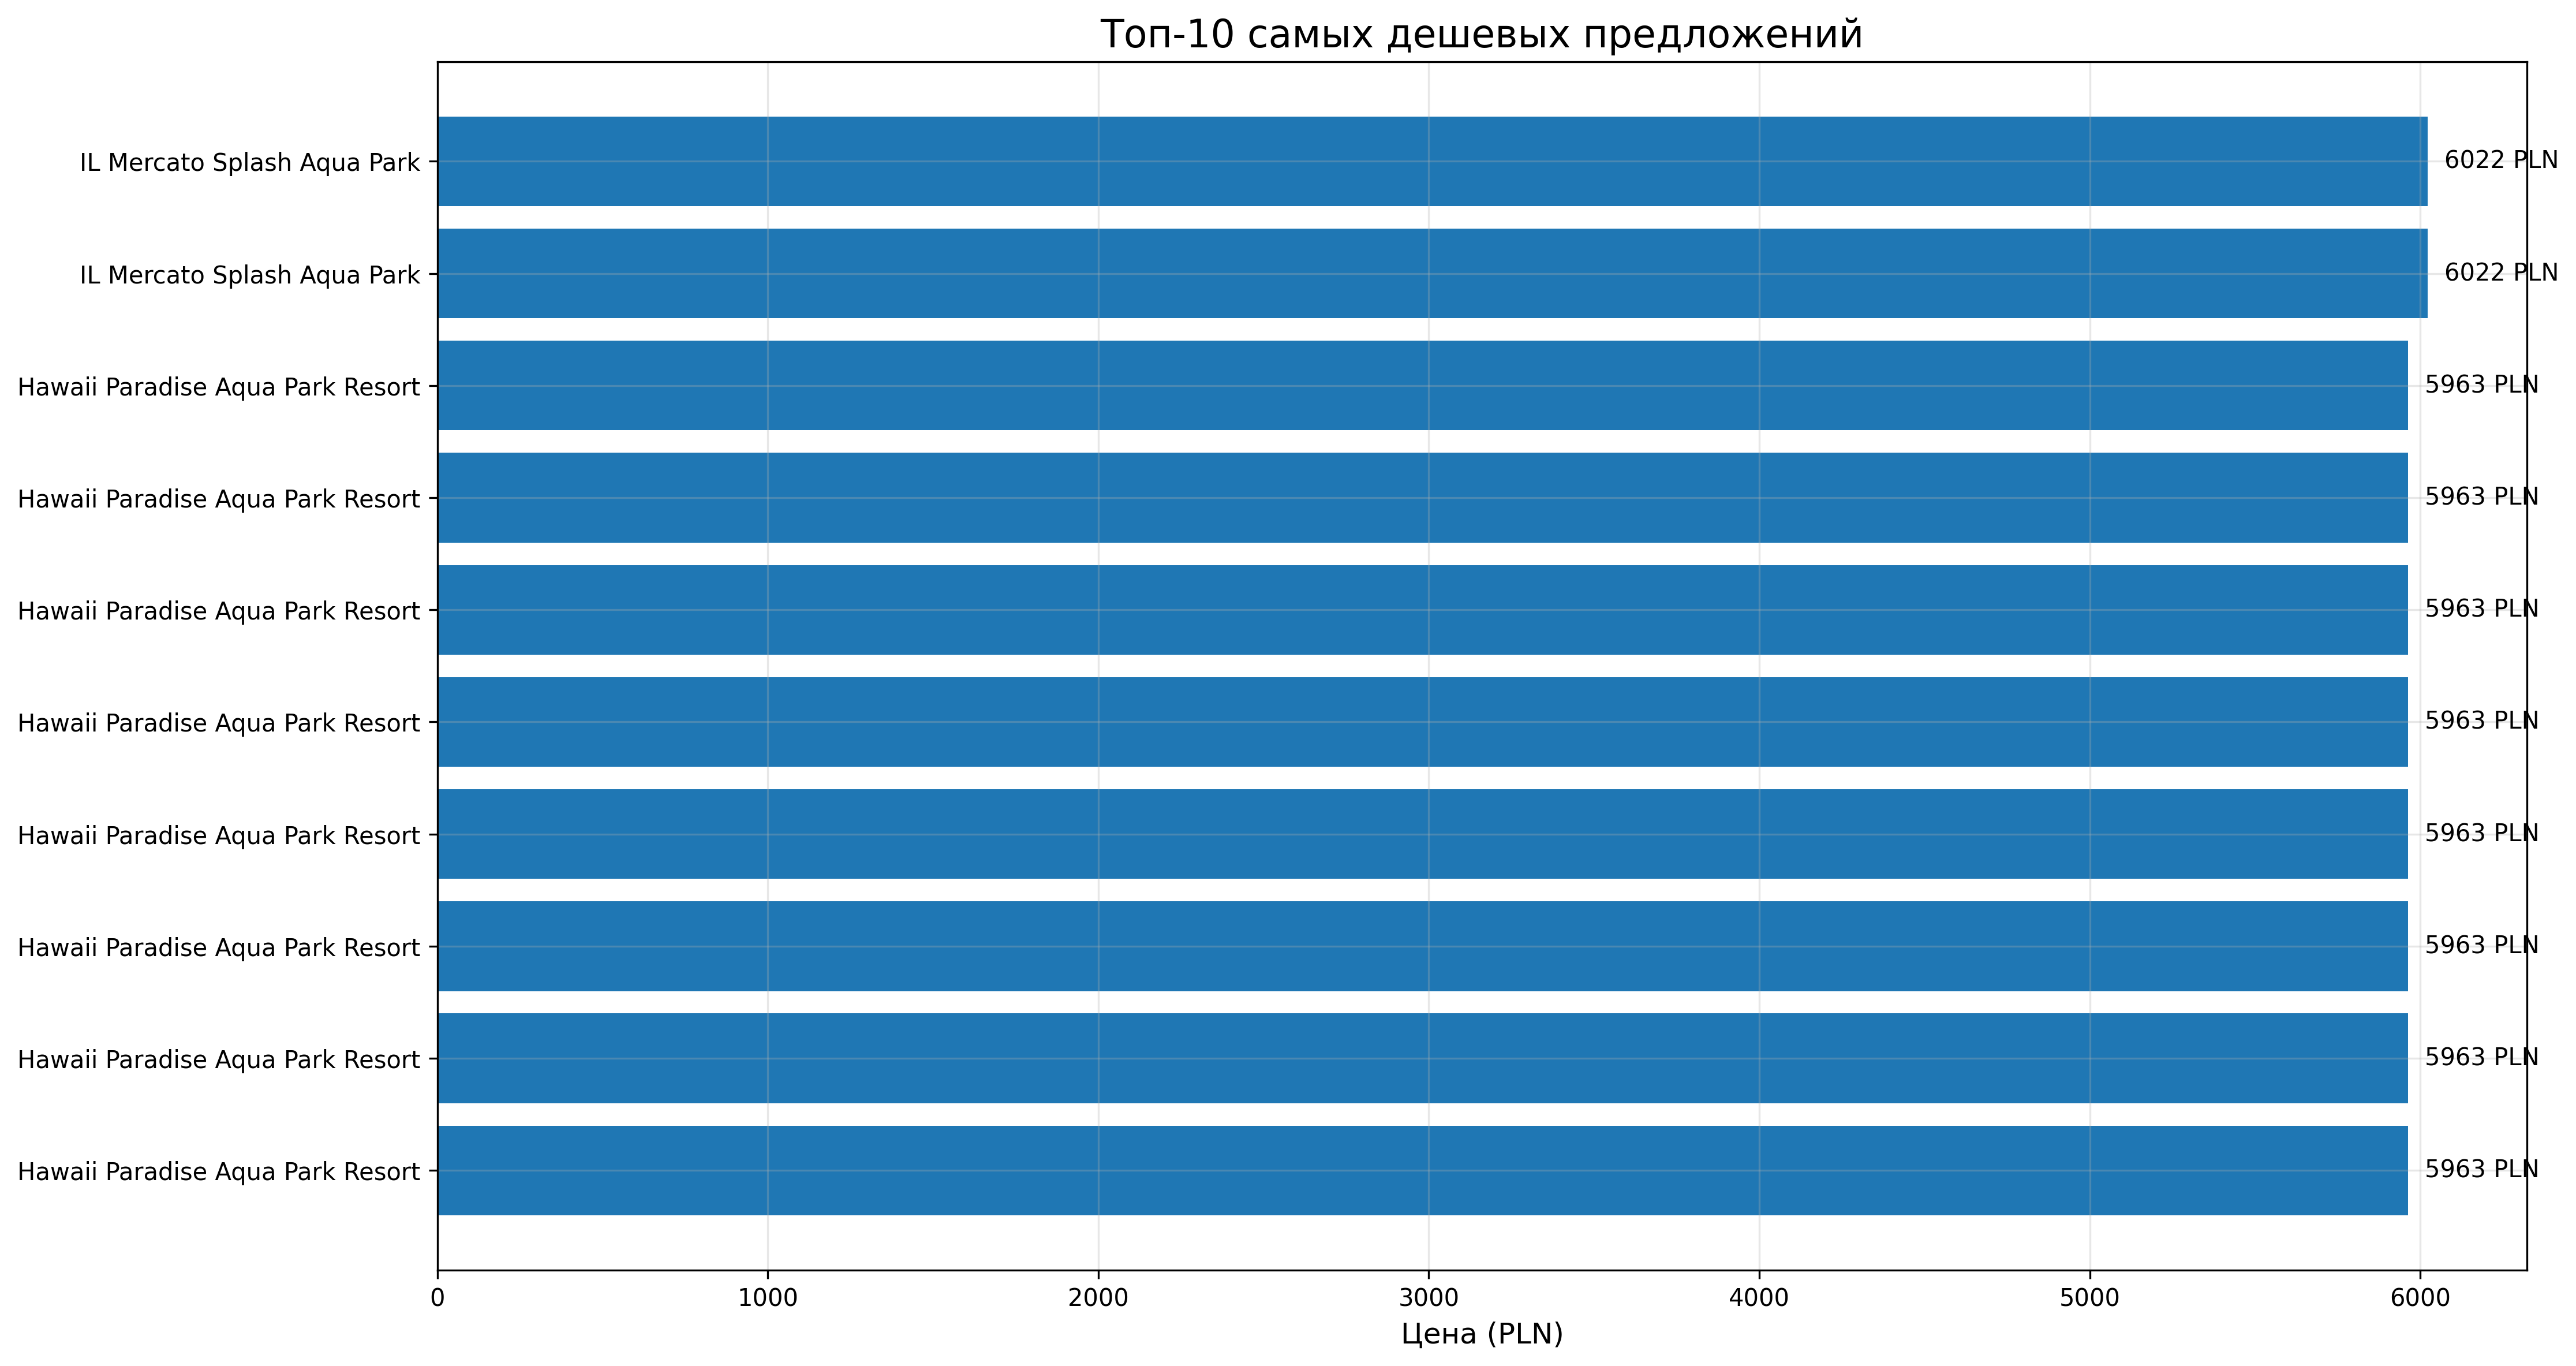 Топ-10 самых дешевых предложений
IL Mercato Splash Aqua Park
6022 PLN
IL Mercato Splash Aqua Park
6022 PLN
Hawaii Paradise Aqua Park Resort
5963 PLN
Hawaii Paradise Aqua Park Resort
5963 PLN
Hawaii Paradise Aqua Park Resort
5963 PLN
Hawaii Paradise Aqua Park Resort
5963 PLN
Hawaii Paradise Aqua Park Resort
5963 PLN
Hawaii Paradise Aqua Park Resort
5963 PLN
Hawaii Paradise Aqua Park Resort
5963 PLN
Hawaii Paradise Aqua Park Resort
5963 PLN
0 1000 2000 3000 4000 5000 6000
Цена (PLN)